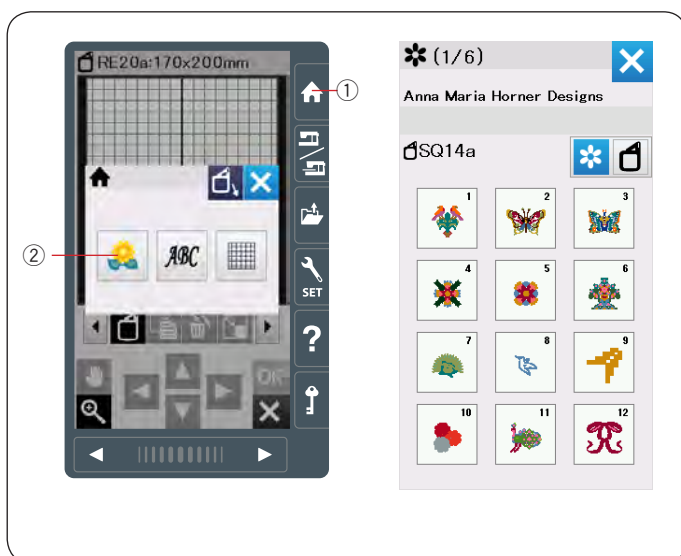 RE20a:170x200mm
①
SET
②
ABC
?
OK
(1/6)
Anna Maria Horner Designs
SQ14a
1
2
3
4
5
6
7
8
9
10
11
12